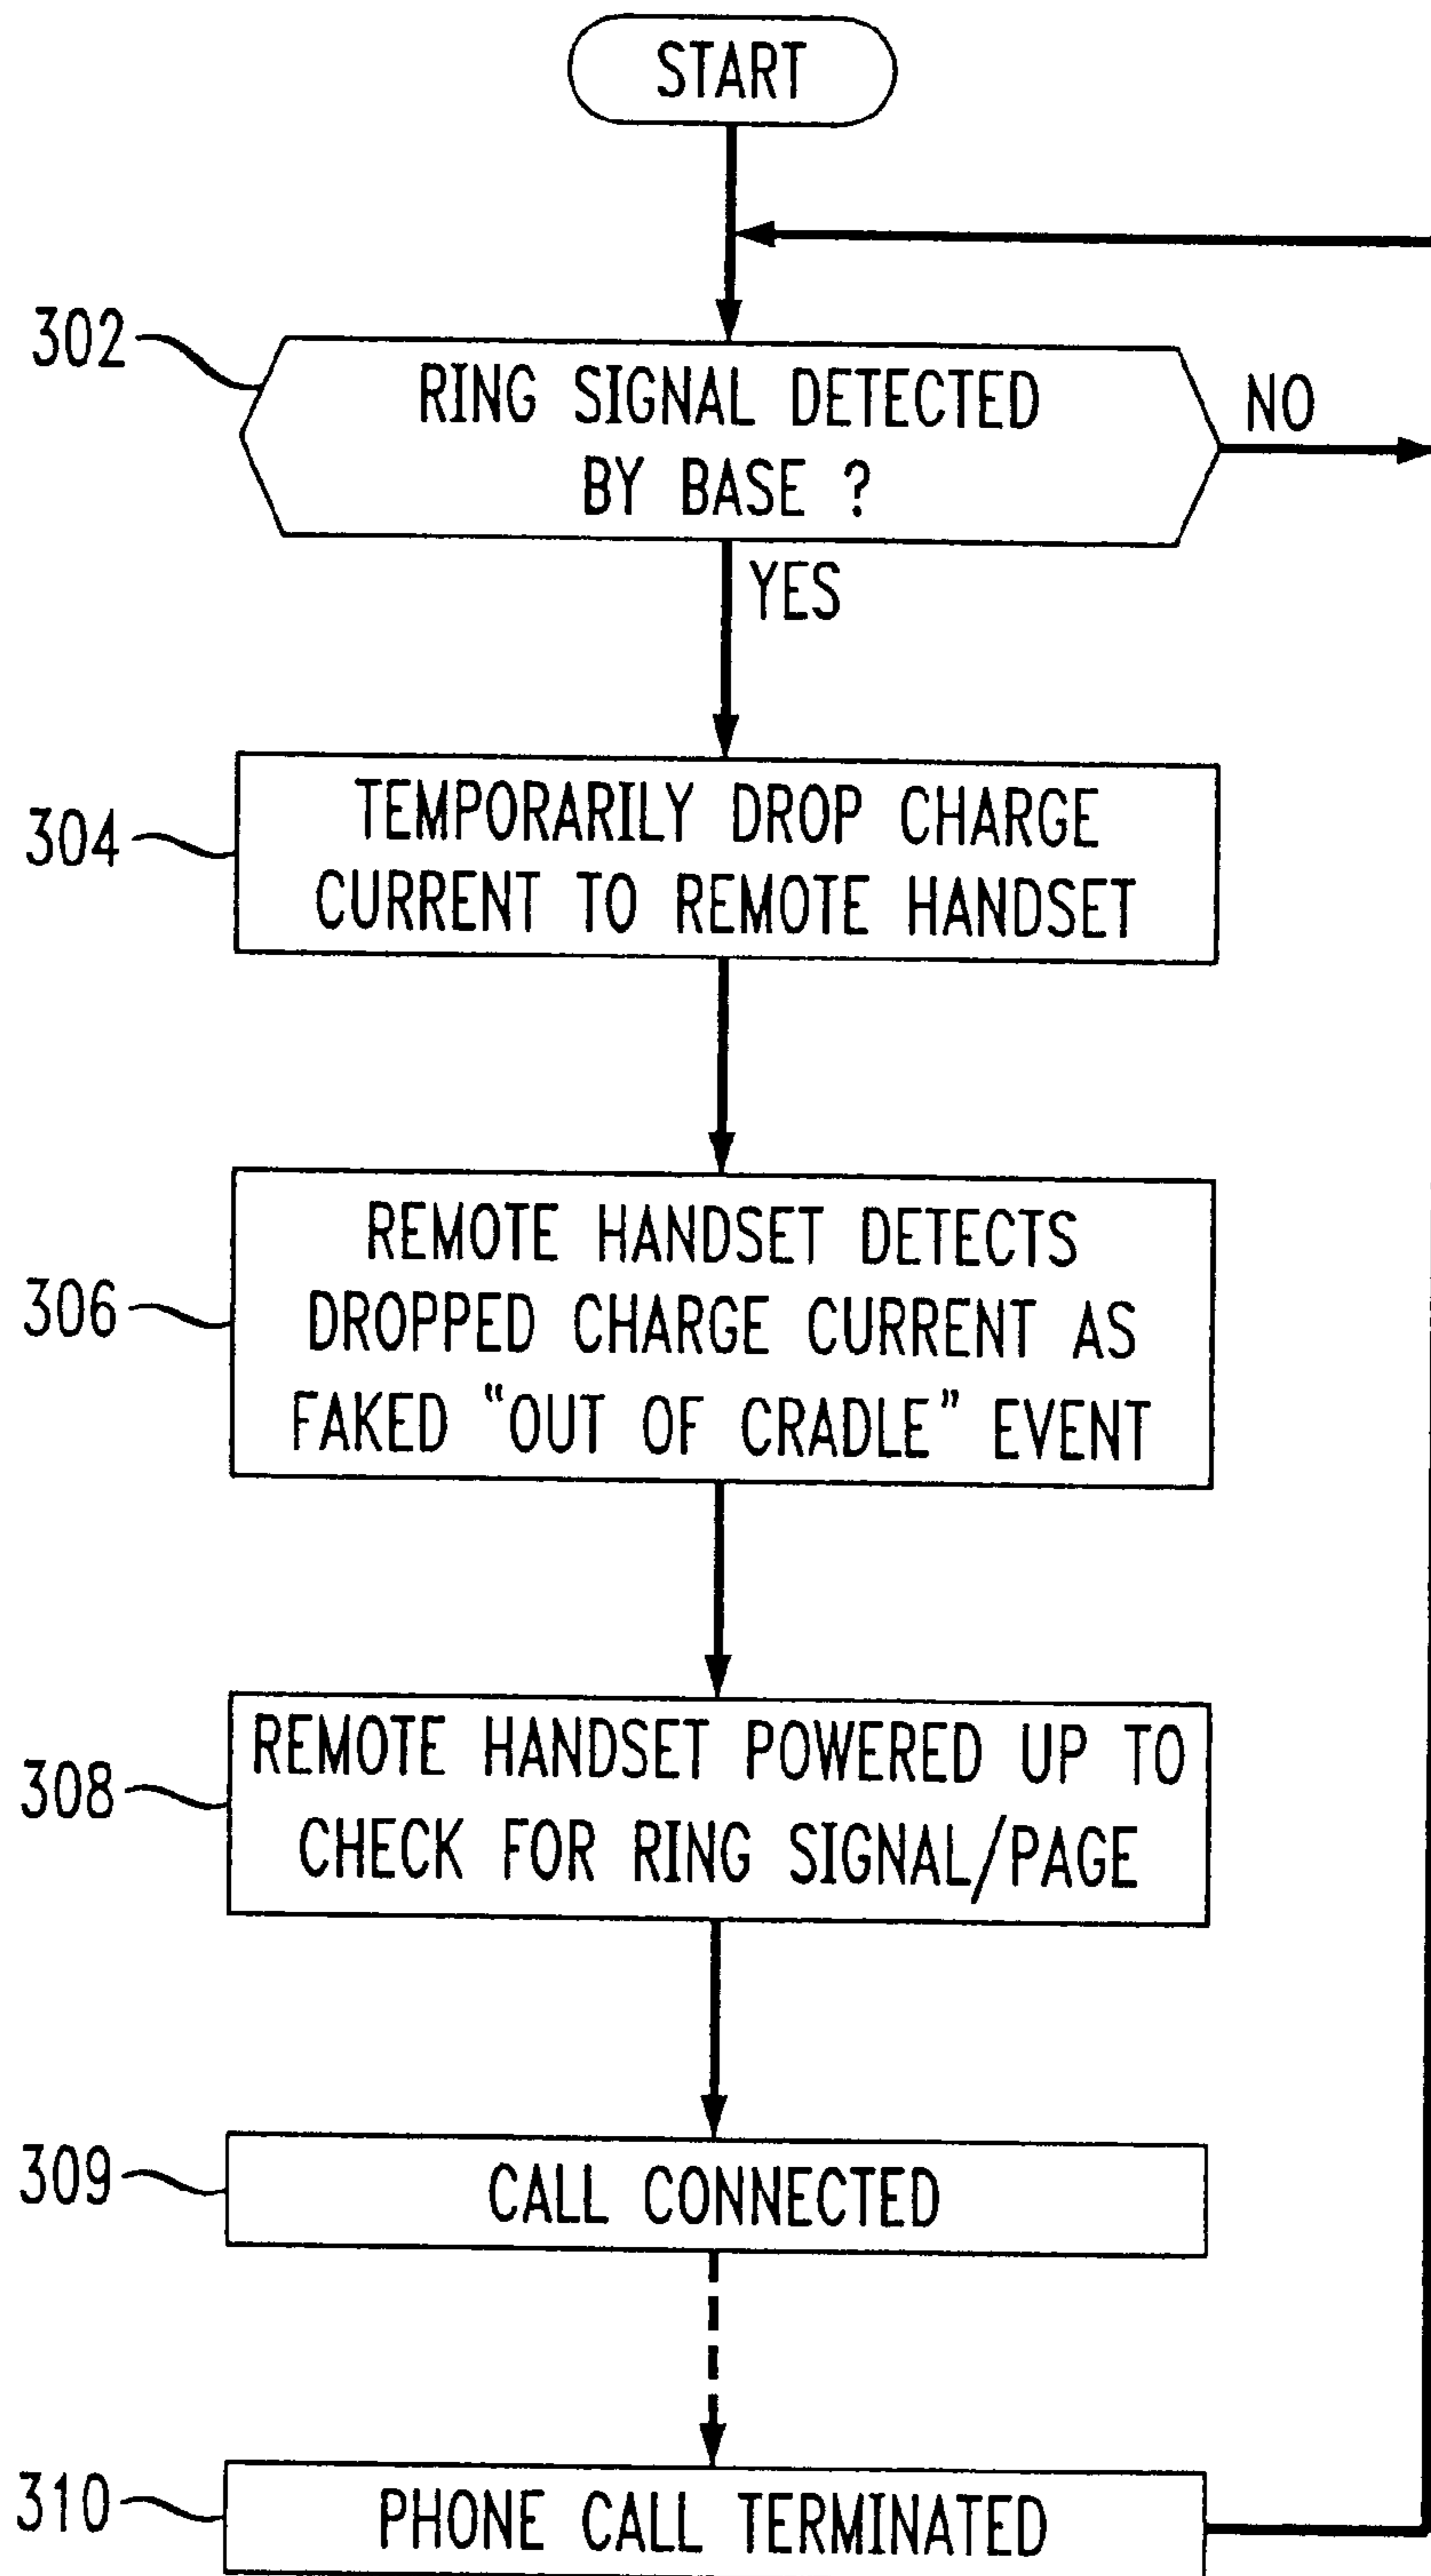 START
302
RING SIGNAL DETECTED
BY BASE ?
NO
YES
304
TEMPORARILY DROP CHARGE
CURRENT TO REMOTE HANDSET
306
REMOTE HANDSET DETECTS
DROPPED CHARGE CURRENT AS
FAKED "OUT OF CRADLE" EVENT
308
REMOTE HANDSET POWERED UP TO
CHECK FOR RING SIGNAL/PAGE
309
CALL CONNECTED
310
PHONE CALL TERMINATED